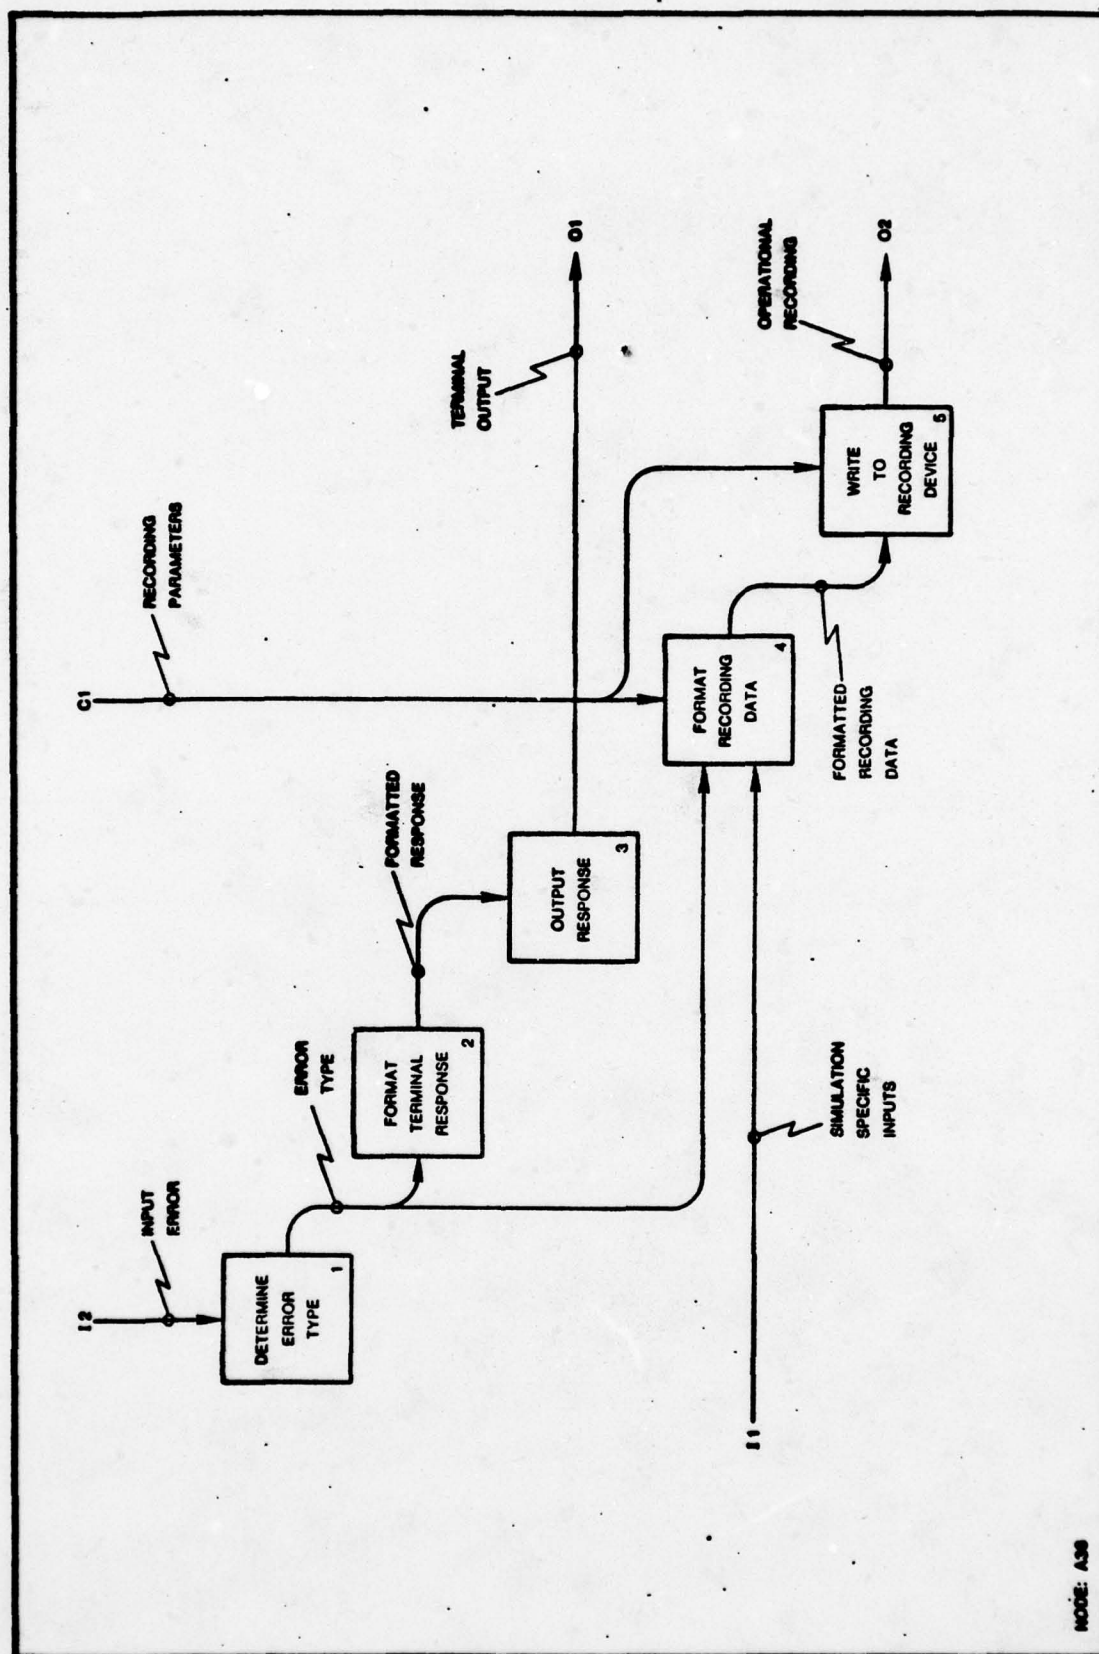 C1
I2
INPUT
ERROR
RECORDING
PARAMETERS
DETERMINE
ERROR
TYPE
1
ERROR
TYPE
FORMAT
TERMINAL
RESPONSE
2
FORMATTED
RESPONSE
OUTPUT
RESPONSE
3
TERMINAL
OUTPUT
O1
FORMAT
RECORDING
DATA
4
I1
SIMULATION
SPECIFIC
INPUTS
FORMATTED
RECORDING
DATA
WRITE
TO
RECORDING
DEVICE
5
OPERATIONAL
RECORDING
O2
NODE: